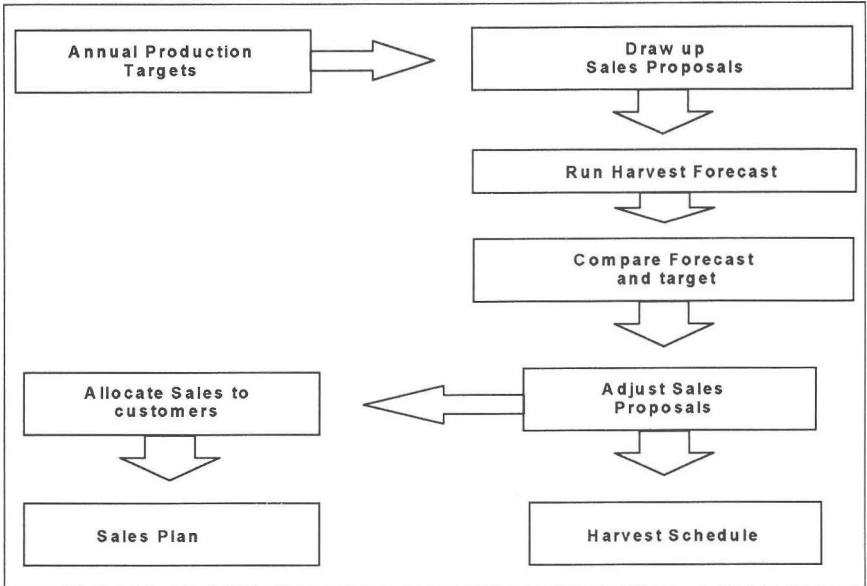 Annual Production
Targets
Draw up
Sales Proposals
Run Harvest Forecast
Compare Forecast
and target
Adjust Sales
Proposals
Allocate Sales to
customers
Sales Plan
Harvest Schedule